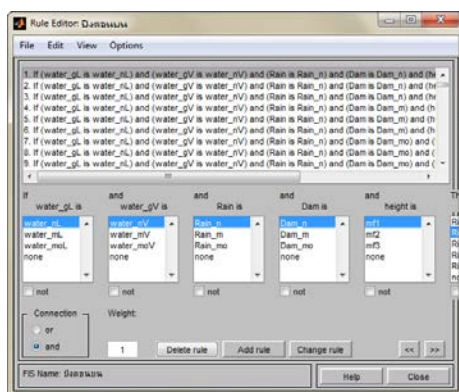 Rule Editor: บึงคอนแบน
File Edit View Options
1. If (water_gL is water_nL) and (water_gV is water_nV) and (Rain is Rain_n) and (Dam is Dam_n) and (he
2. If (water_gL is water_nL) and (water_gV is water_nV) and (Rain is Rain_n) and (Dam is Dam_n) and (h
3. If (water_gL is water_nL) and (water_gV is water_nV) and (Rain is Rain_n) and (Dam is Dam_n) and (he
4. If (water_gL is water_nL) and (water_gV is water_nV) and (Rain is Rain_n) and (Dam is Dam_m) and (h
5. If (water_gL is water_nL) and (water_gV is water_nV) and (Rain is Rain_n) and (Dam is Dam_m) and (h
6. If (water_gL is water_nL) and (water_gV is water_nV) and (Rain is Rain_n) and (Dam is Dam_m) and (h
7. If (water_gL is water_nL) and (water_gV is water_nV) and (Rain is Rain_n) and (Dam is Dam_mo) and (
8. If (water_gL is water_nL) and (water_gV is water_nV) and (Rain is Rain_n) and (Dam is Dam_mo) and (
9. If (water_gL is water_nL) and (water_gV is water_nV) and (Rain is Rain_n) and (Dam is Dam_mo) and (
If and and and and Th
water_gL is water_gV is Rain is Dam is height is
water_nL water_nV Rain_n Dam_n mf1
water_mL water_mV Rain_m Dam_m mf2
water_moL water_moV Rain_mo Dam_mo mf3
none none none none none
not not not not not
Connection Weight:
or
and 1 Delete rule Add rule Change rule << >>
FIS Name:
Help Close